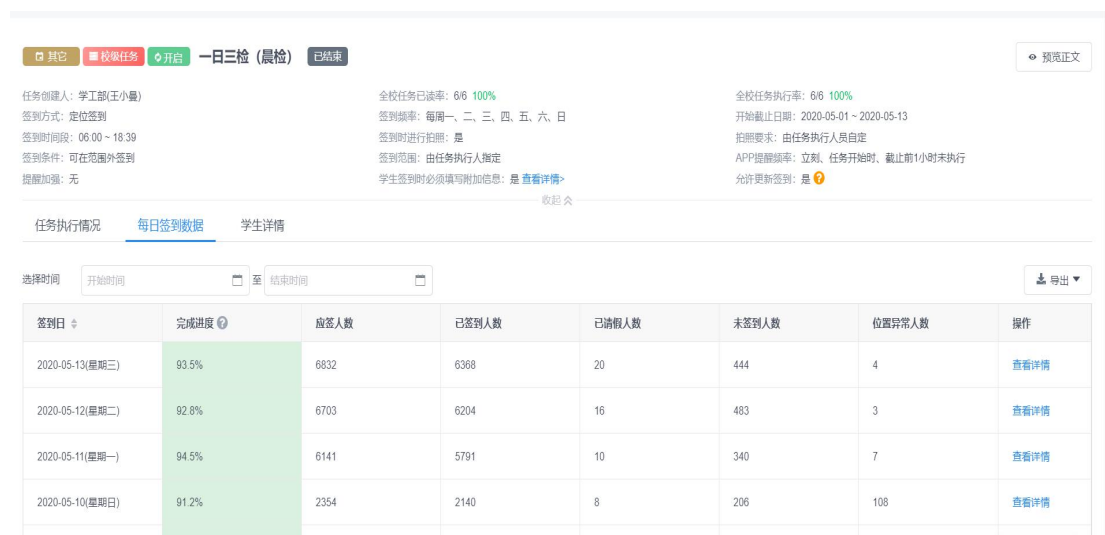 其它 校级任务 开启 一日三检（晨检） 已结束 预览正文
任务创建人：学工部(王小曼) 全校任务已读率：6/6 100% 全校任务执行率：6/6 100%
签到方式：定位签到 签到频率：每周一、二、三、四、五、六、日 开始截止日期：2020-05-01 ~ 2020-05-13
签到时间段：06:00 ~ 18:39 签到时进行拍照：是 拍照要求：由任务执行人员自定
签到条件：可在范围外签到 签到范围：由任务执行人指定 APP提醒频率：立刻、任务开始时、截止前1小时未执行
提醒加强：无 学生签到时必须填写附加信息：是 查看详情> 允许更新签到：是
收起
任务执行情况 每日签到数据 学生详情
选择时间 开始时间 至 结束时间 导出
签到日 完成进度 应签人数 已签到人数 已请假人数 未签到人数 位置异常人数 操作
2020-05-13(星期三) 93.5% 6832 6368 20 444 4 查看详情
2020-05-12(星期二) 92.8% 6703 6204 16 483 3 查看详情
2020-05-11(星期一) 94.5% 6141 5791 10 340 7 查看详情
2020-05-10(星期日) 91.2% 2354 2140 8 206 108 查看详情